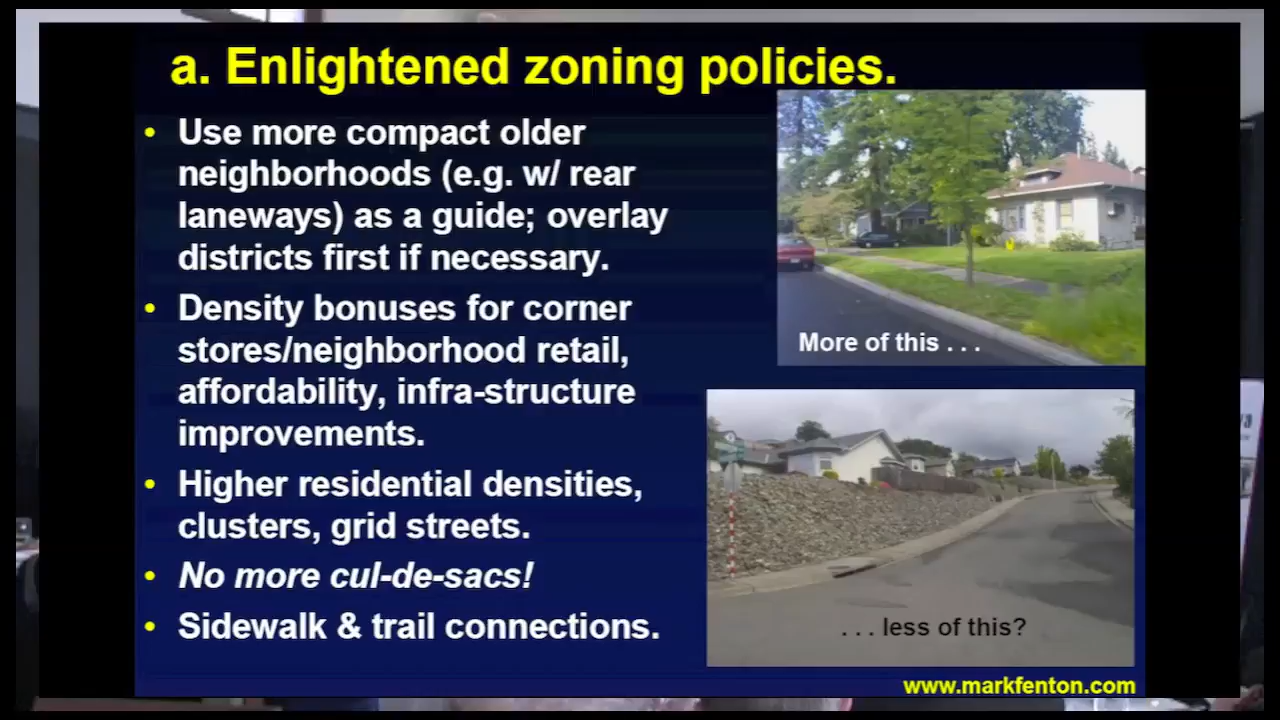 a. Enlightened zoning policies.
• Use more compact older
neighborhoods (e.g. w/ rear
laneways) as a guide; overlay
districts first if necessary.
• Density bonuses for corner
stores/neighborhood retail,
affordability, infra-structure
improvements.
• Higher residential densities,
clusters, grid streets.
• No more cul-de-sacs!
• Sidewalk & trail connections.
More of this . . .
. . . less of this?
www.markfenton.com